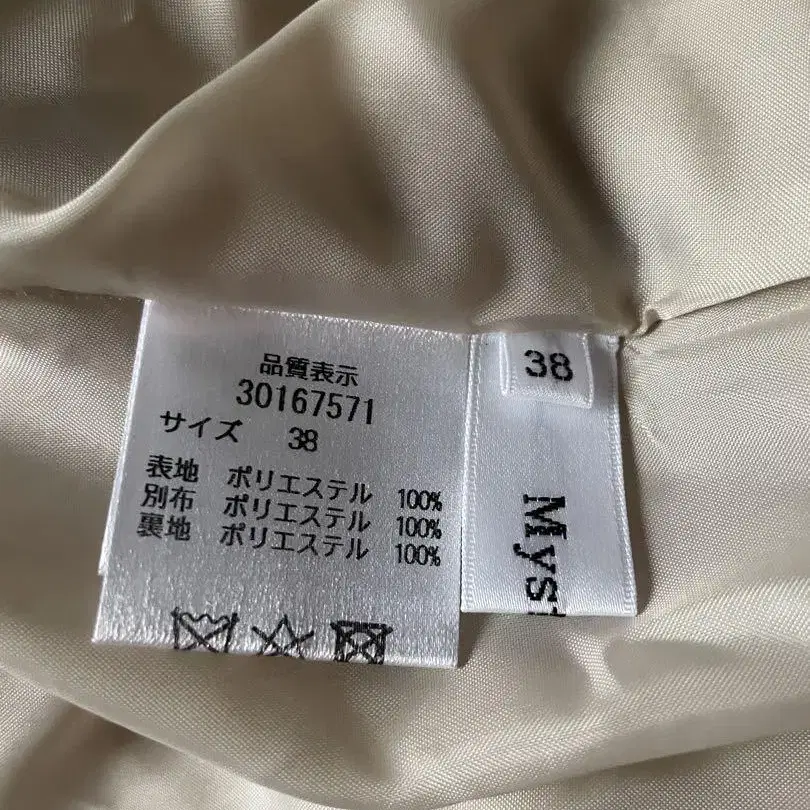 品質表示
30167571
サイズ 38
表地 ポリエステル 100%
別布 ポリエステル 100%
裏地 ポリエステル 100%
38